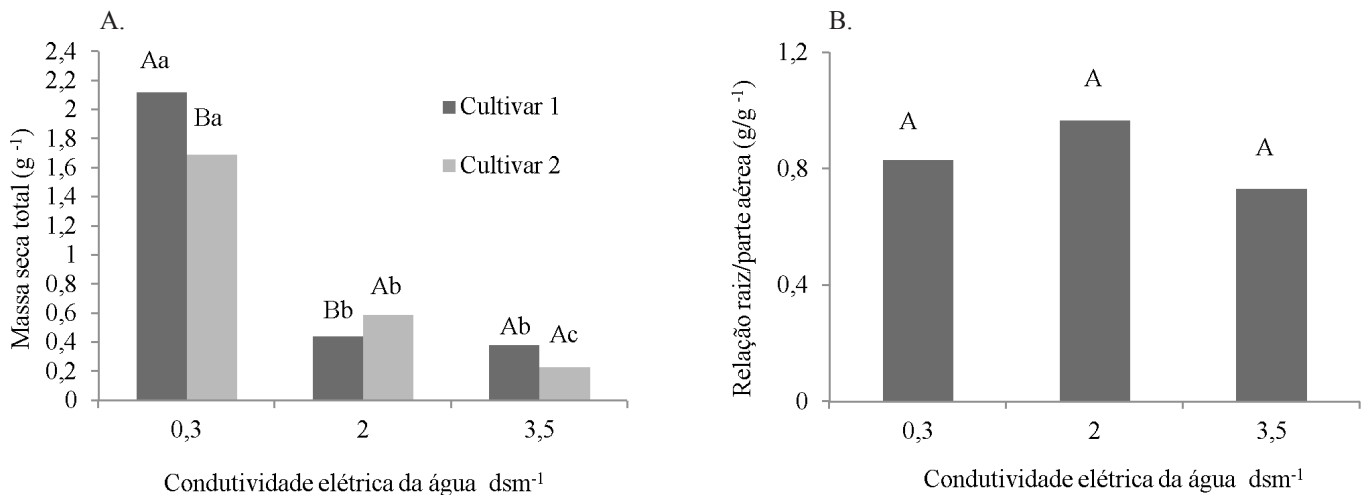 A.
Massa seca total (g -1)
2,4
2,2
2
1,8
1,6
1,4
1,2
1
0,8
0,6
0,4
0,2
0
Aa
Ba
Bb
Ab
Ab
Ac
Cultivar 1
Cultivar 2
0,3 2 3,5
Condutividade elétrica da água dsm-1
B.
Relação raiz/parte aérea (g/g -1)
1,2
0,8
0,4
0
A
A
A
0,3 2 3,5
Condutividade elétrica da água dsm-1